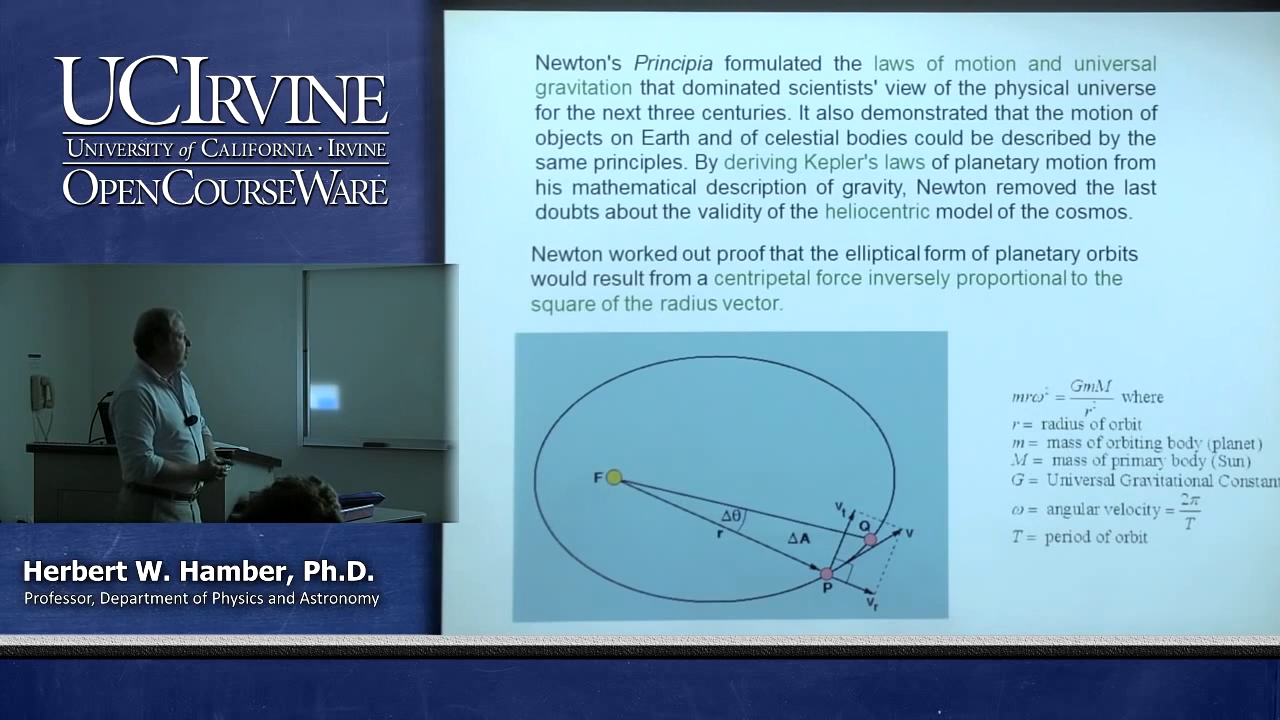 UCIRVINE
UNIVERSITY of CALIFORNIA · IRVINE
OPENCOURSEWARE
Newton's Principia formulated the laws of motion and universal
gravitation that dominated scientists' view of the physical universe
for the next three centuries. It also demonstrated that the motion of
objects on Earth and of celestial bodies could be described by the
same principles. By deriving Kepler's laws of planetary motion from
his mathematical description of gravity, Newton removed the last
doubts about the validity of the heliocentric model of the cosmos.
Newton worked out proof that the elliptical form of planetary orbits
would result from a centripetal force inversely proportional to the
square of the radius vector.
F
Δθ
r
ΔA
Vt
Q
V
P
Vr
mrω² = GmM / r² where
r = radius of orbit
m = mass of orbiting body (planet)
M = mass of primary body (Sun)
G = Universal Gravitational Constant
ω = angular velocity = 2π / T
T = period of orbit
Herbert W. Hamber, Ph.D.
Professor, Department of Physics and Astronomy